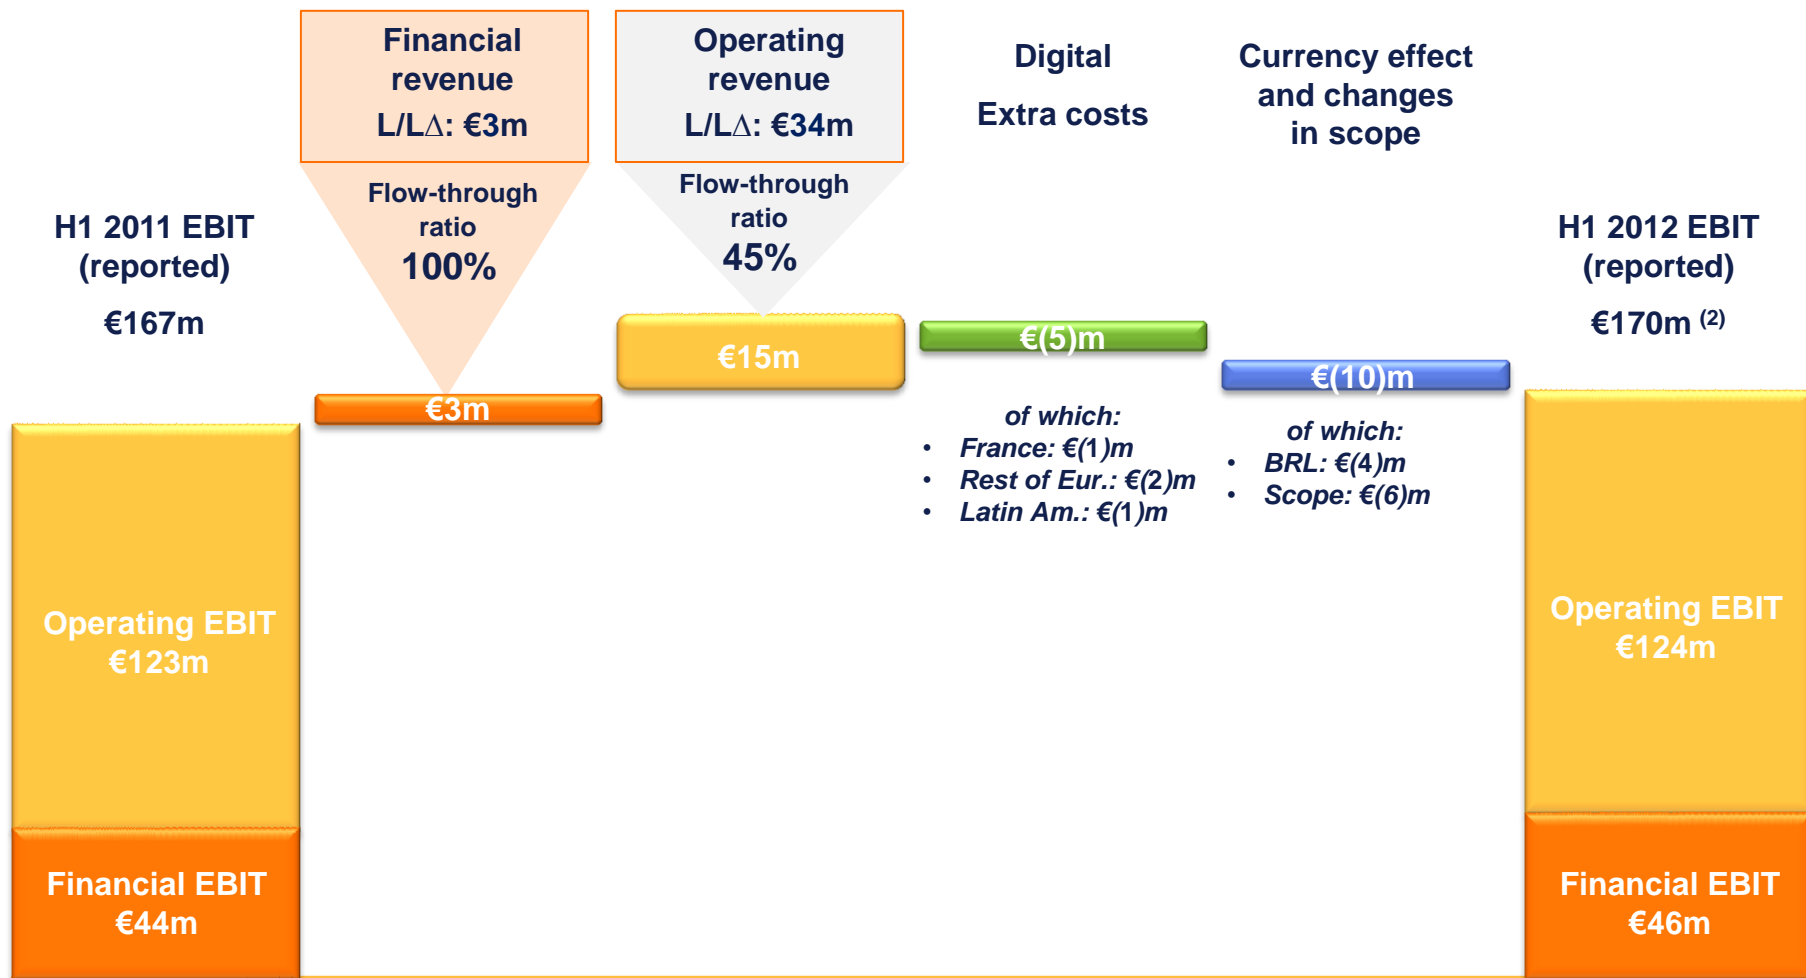 Financial
revenue
L/L∆: €3m
Flow-through
ratio
100%
Operating
revenue
L/L∆: €34m
Flow-through
ratio
45%
Digital
Extra costs
Currency effect
and changes
in scope
H1 2011 EBIT
(reported)
€167m
H1 2012 EBIT
(reported)
€170m (2)
€3m
€15m
€(5)m
€(10)m
of which:
• France: €(1)m
• Rest of Eur.: €(2)m
• Latin Am.: €(1)m
of which:
• BRL: €(4)m
• Scope: €(6)m
Operating EBIT
€123m
Financial EBIT
€44m
Operating EBIT
€124m
Financial EBIT
€46m